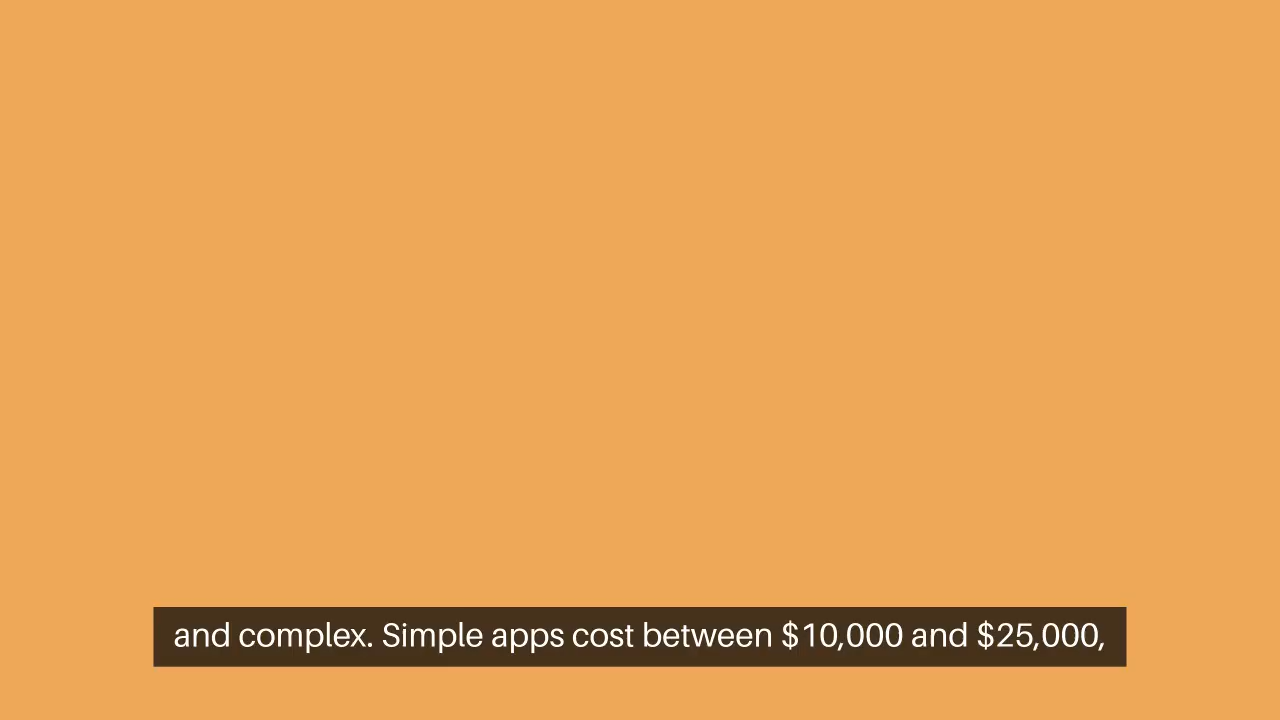 and complex. Simple apps cost between $10,000 and $25,000,